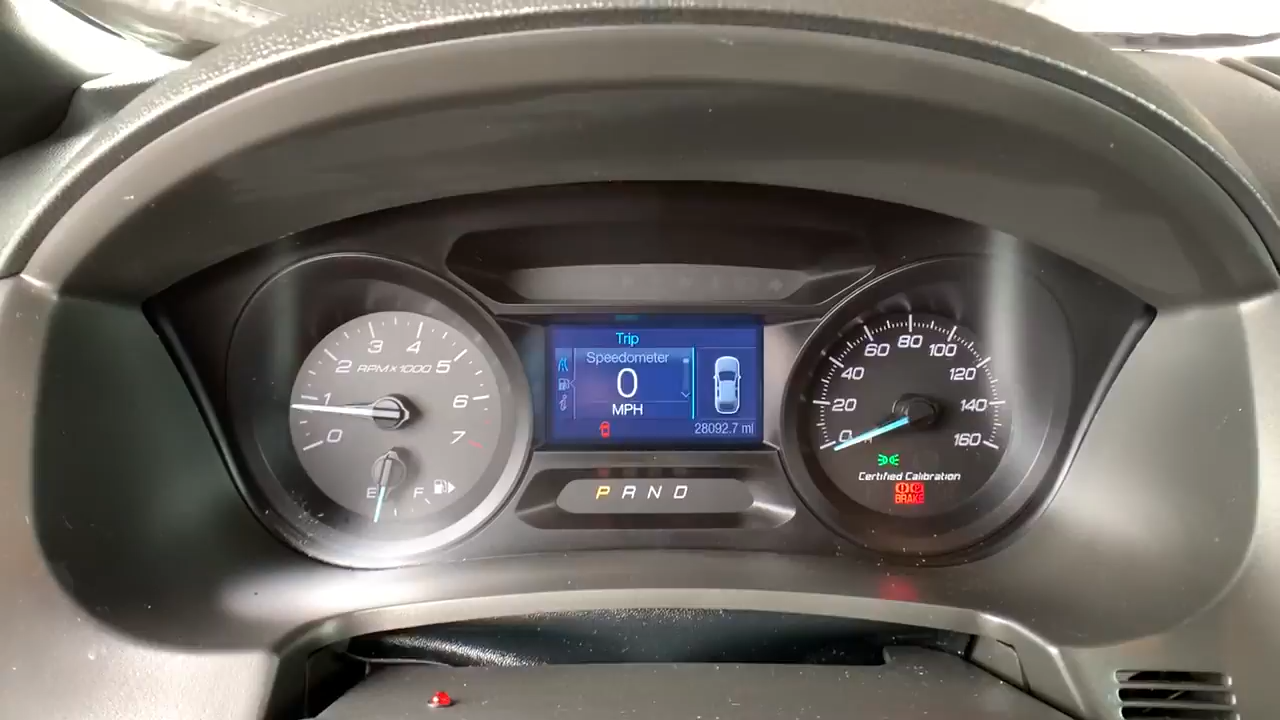 Trip
Speedometer
0
MPH
28092.7 mi
0 1 2 3 4 5 6 7
RPM x 1000
E F
P R N D
0 20 40 60 80 100 120 140 160
Certified Calibration
BRAKE